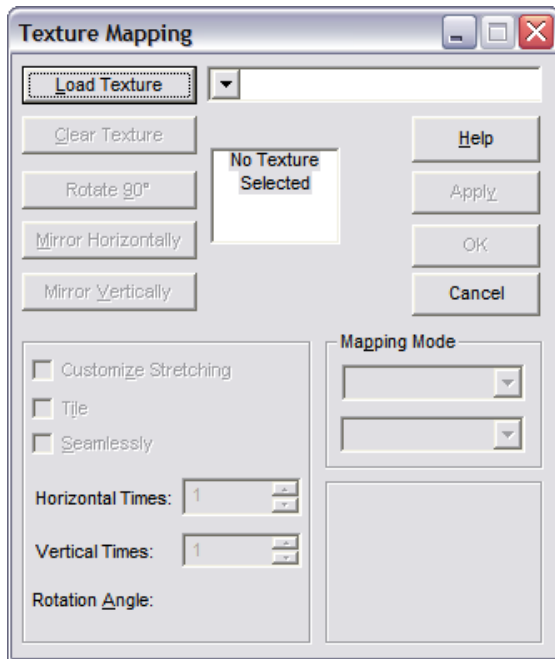 Texture Mapping
Load Texture
Clear Texture
Help
No Texture
Selected
Rotate 90°
Apply
Mirror Horizontally
OK
Mirror Vertically
Cancel
Mapping Mode
Customize Stretching
Tile
Seamlessly
Horizontal Times: 1
Vertical Times: 1
Rotation Angle: